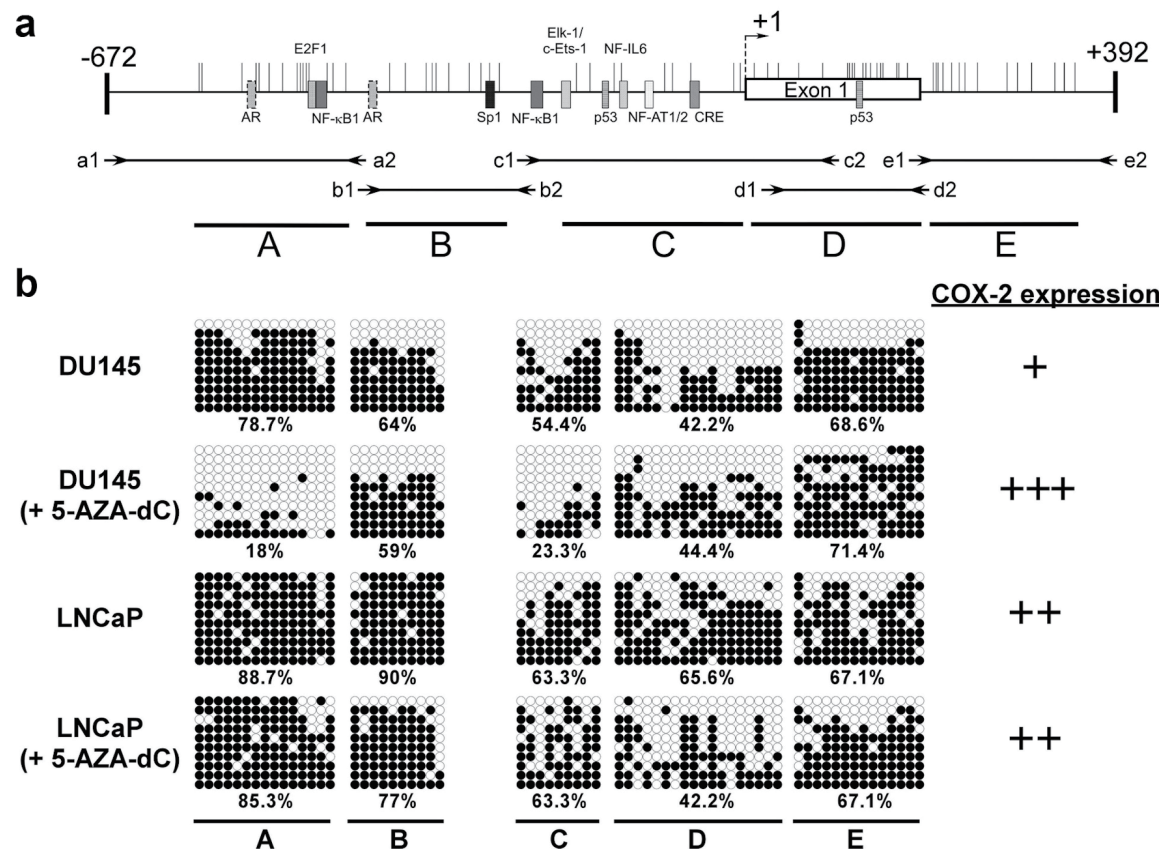 a
+1
-672
+392
Elk-1/
c-Ets-1
E2F1
NF-IL6
Exon 1
AR
NF-κB1
AR
Sp1
NF-κB1
p53
NF-AT1/2
CRE
p53
a1
a2
c1
c2
e1
e2
b1
b2
d1
d2
A
B
C
D
E
b
COX-2 expression
DU145
+
78.7%
64%
54.4%
42.2%
68.6%
DU145
(+ 5-AZA-dC)
+++
18%
59%
23.3%
44.4%
71.4%
LNCaP
++
88.7%
90%
63.3%
65.6%
67.1%
LNCaP
(+ 5-AZA-dC)
++
85.3%
77%
63.3%
42.2%
67.1%
A
B
C
D
E